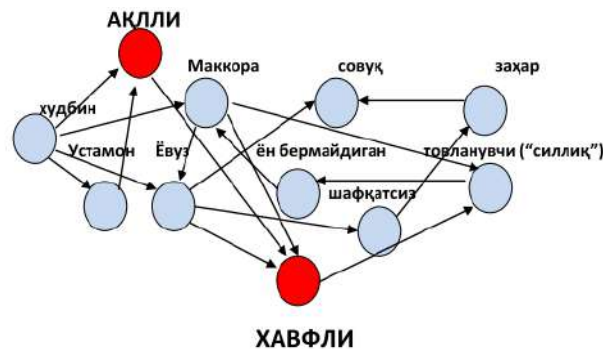 АҚЛЛИ
Маккора
совуқ
заҳар
худбин
Устамон
Ёвуз
ён бермайдиган
товланувчи (“силлиқ”)
шафқатсиз
ХАВФЛИ